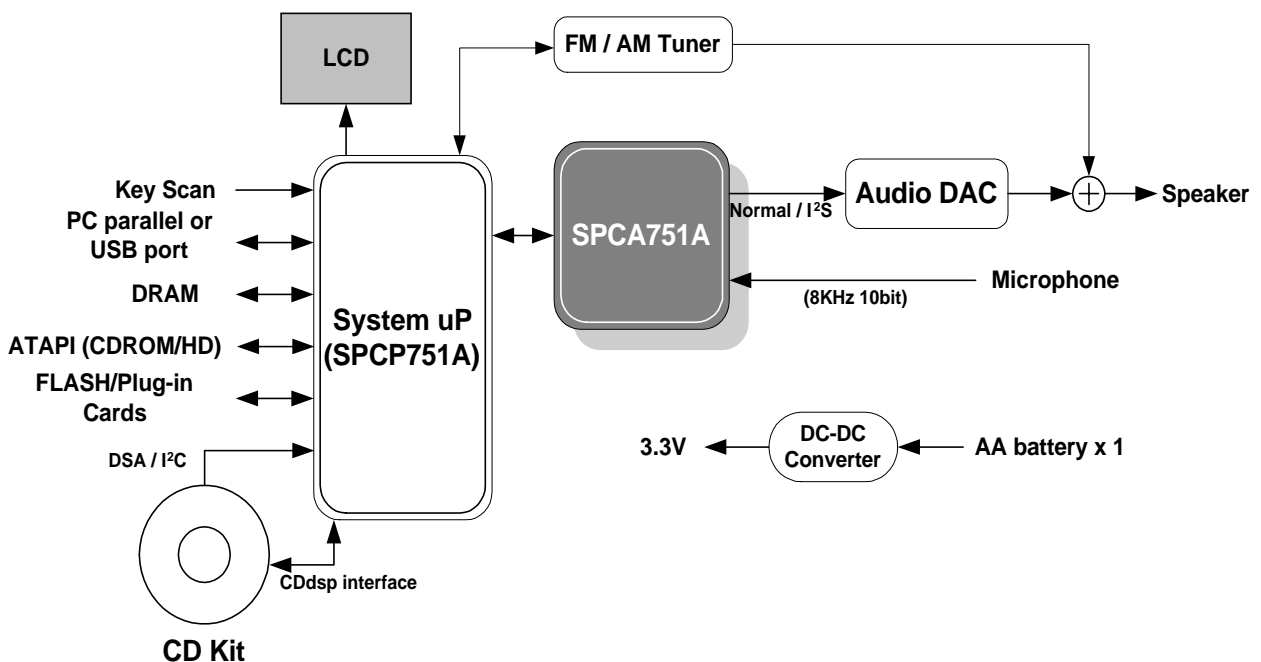 FM / AM Tuner
LCD
Key Scan
PC parallel or
USB port
DRAM
ATAPI (CDROM/HD)
FLASH/Plug-in
Cards
DSA / I²C
System uP
(SPCP751A)
SPCA751A
Normal / I²S
Audio DAC
Speaker
Microphone
(8KHz 10bit)
3.3V
DC-DC
Converter
AA battery x 1
CDdsp interface
CD Kit